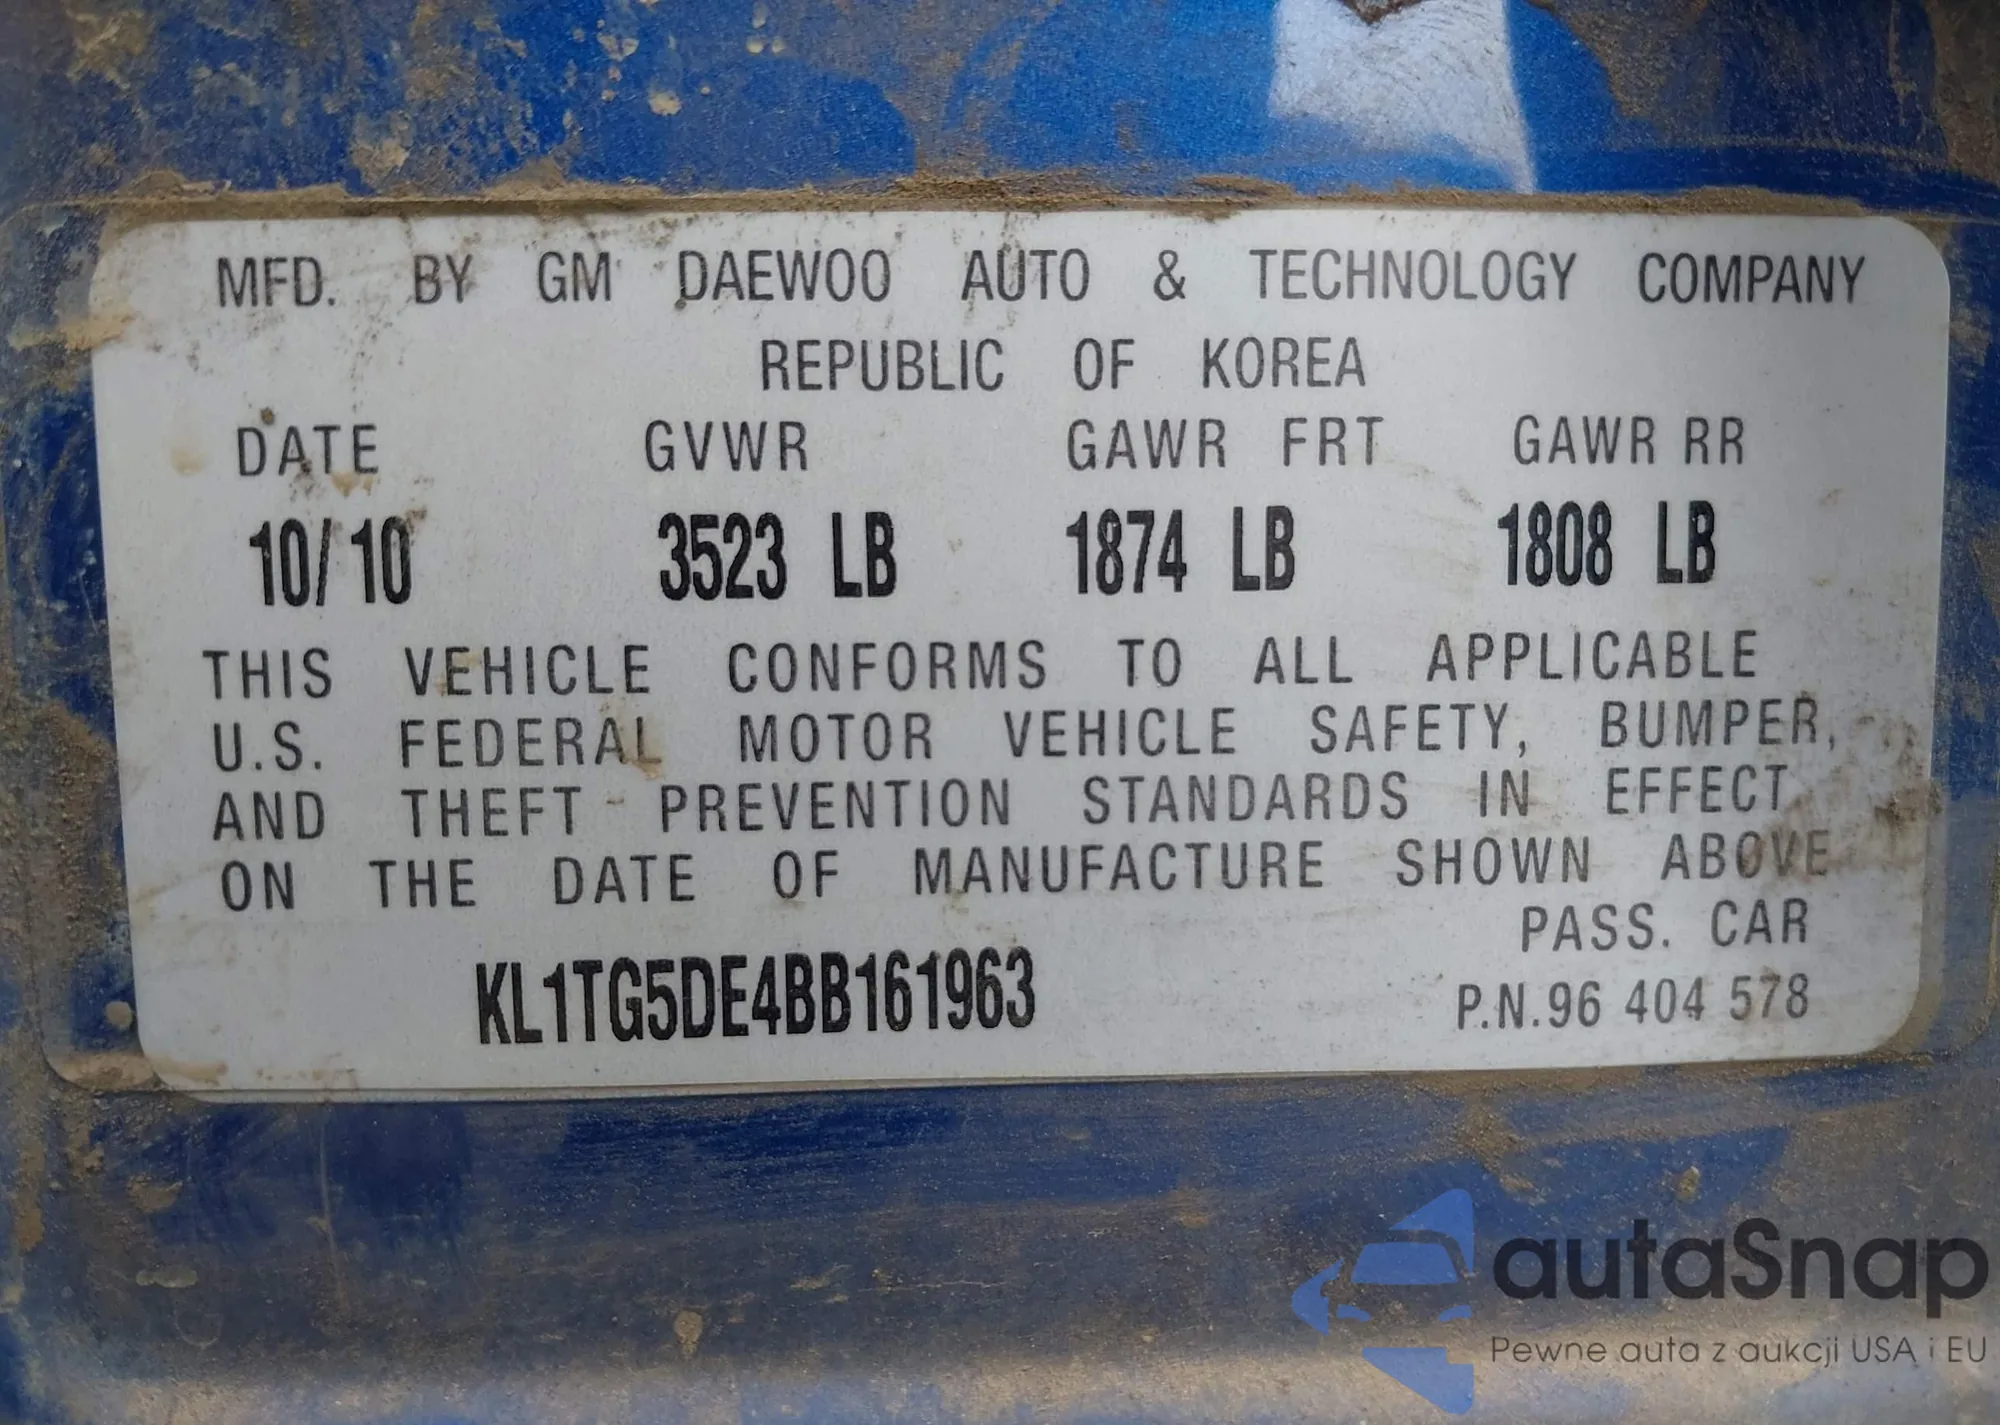 MFD. BY GM DAEWOO AUTO & TECHNOLOGY COMPANY
REPUBLIC OF KOREA
DATE GVWR GAWR FRT GAWR RR
10/10 3523 LB 1874 LB 1808 LB
THIS VEHICLE CONFORMS TO ALL APPLICABLE
U.S. FEDERAL MOTOR VEHICLE SAFETY, BUMPER,
AND THEFT PREVENTION STANDARDS IN EFFECT
ON THE DATE OF MANUFACTURE SHOWN ABOVE
PASS. CAR
KL1TG5DE4BB161963
P.N.96 404 578
autaSnap
Pewne auta z aukcji USA i EU